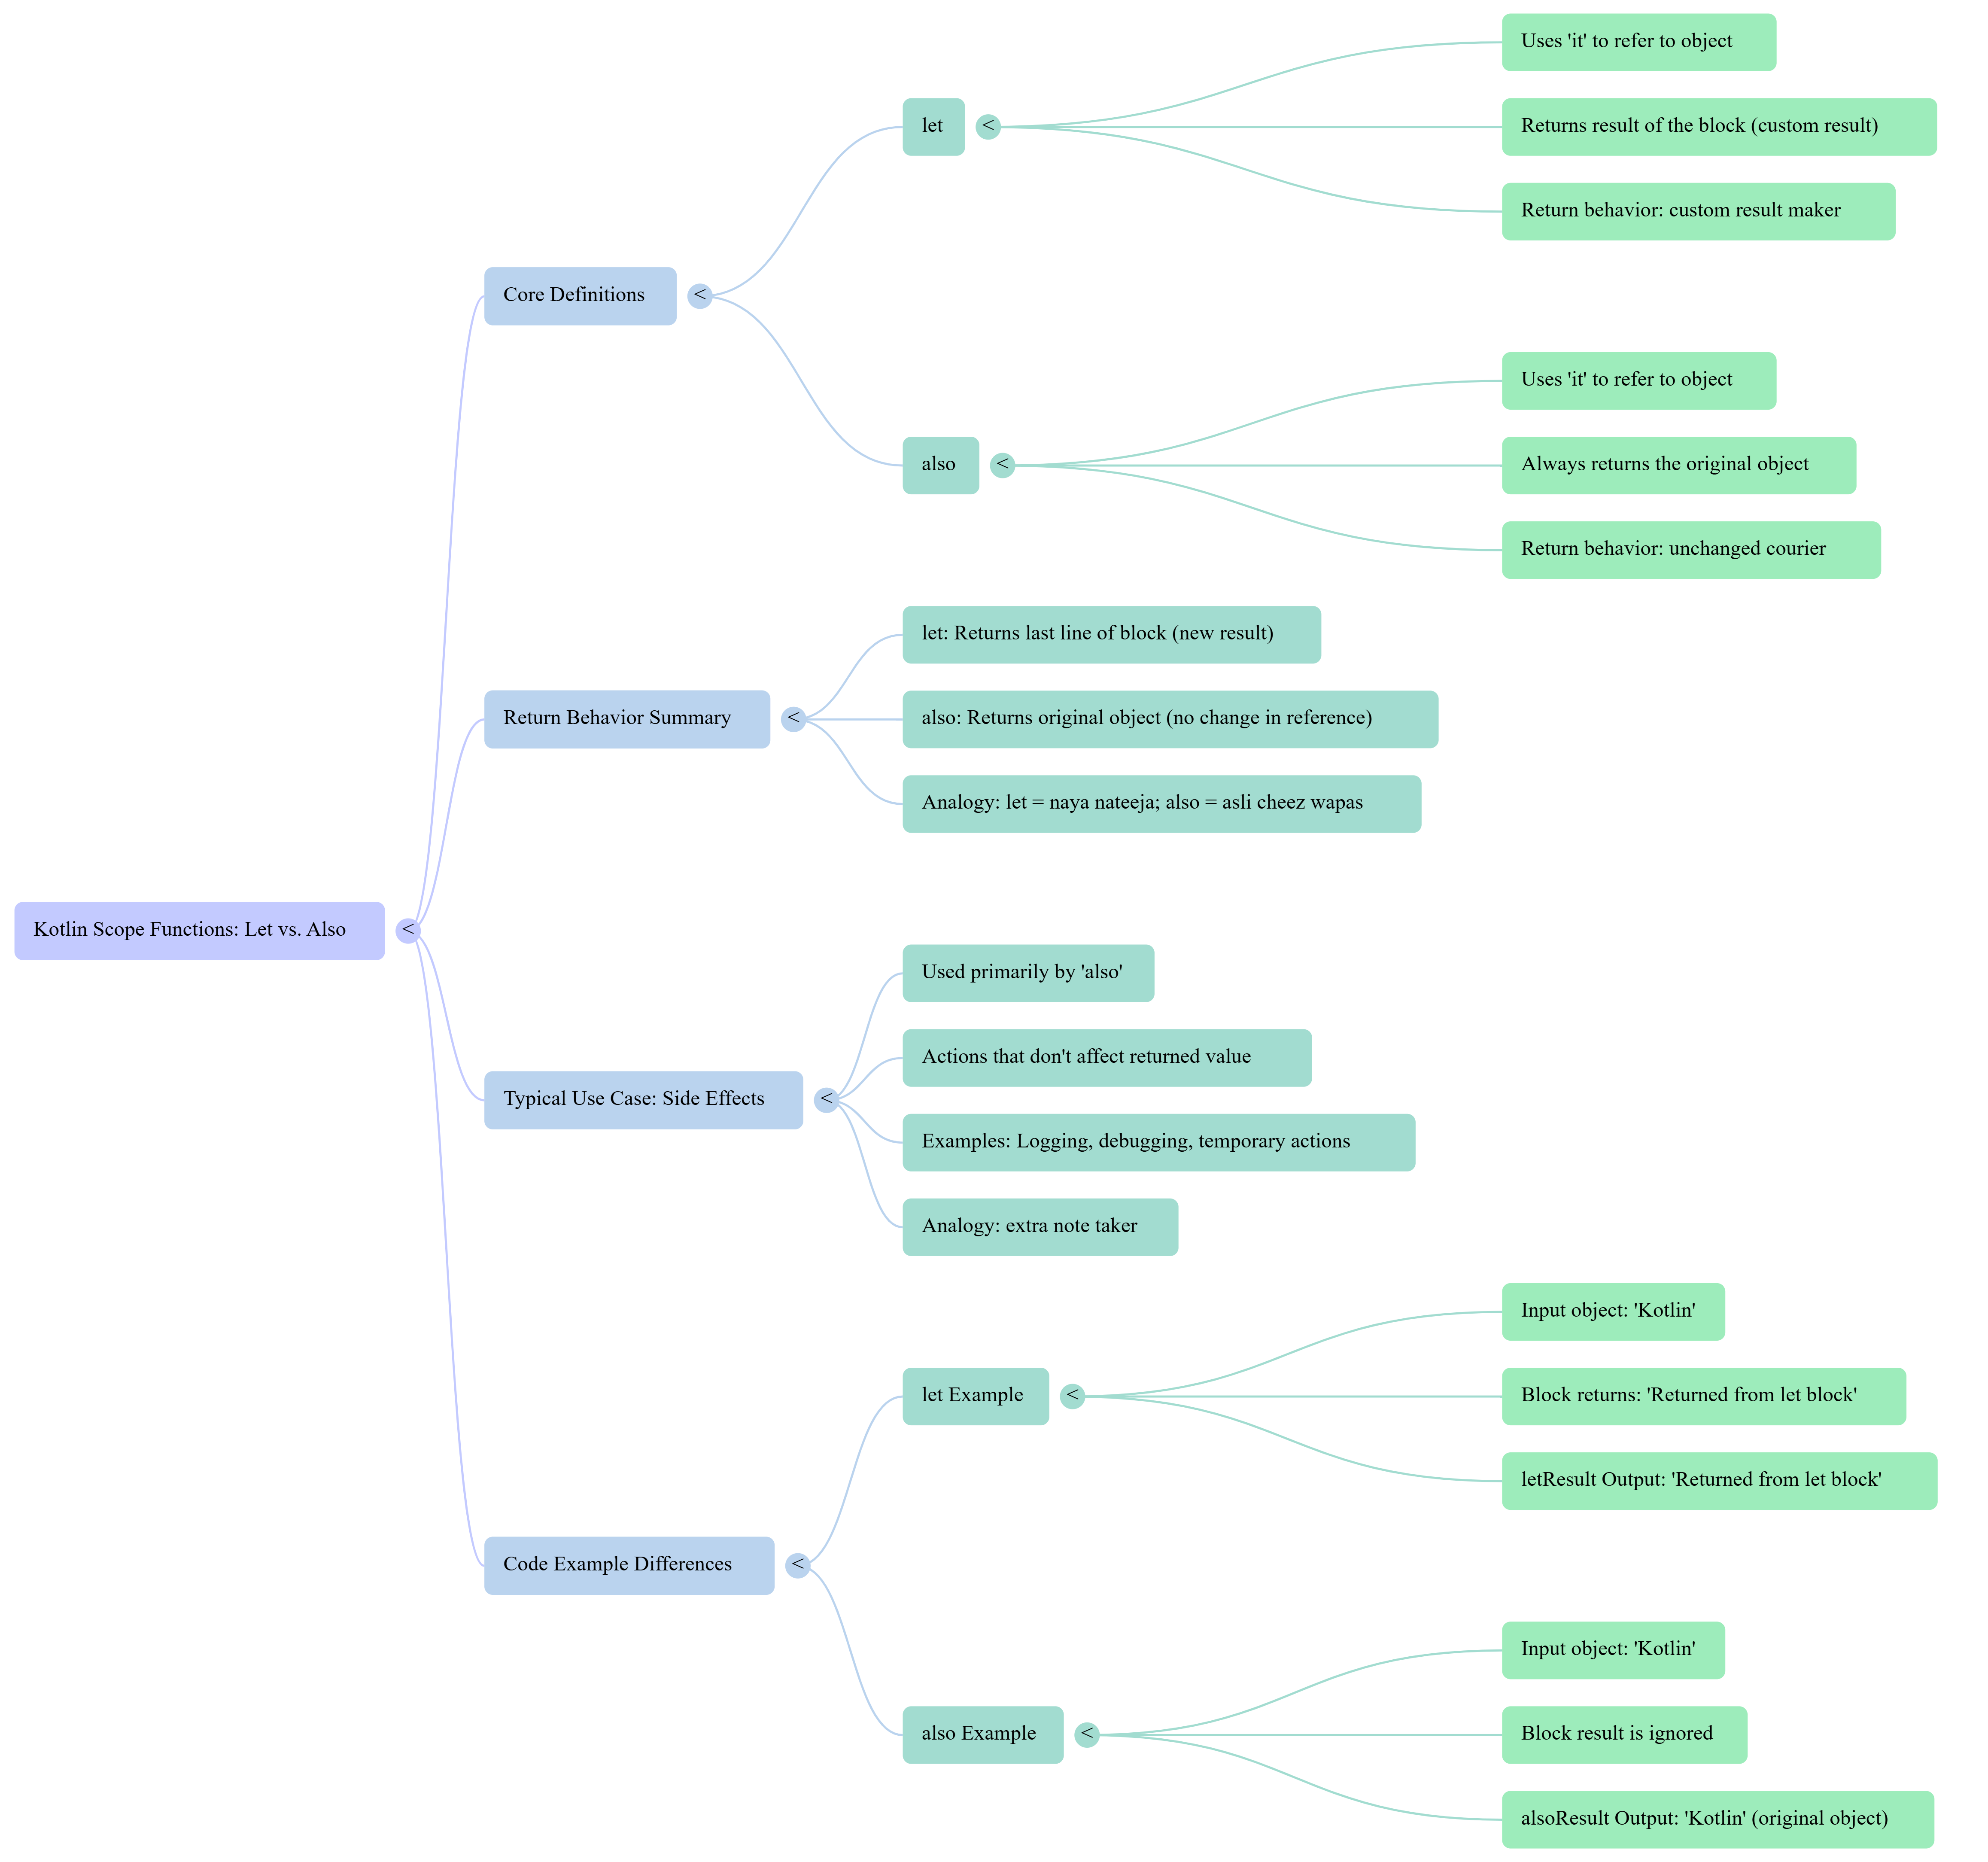 Kotlin Scope Functions: Let vs. Also
<
Core Definitions
<
let
<
Uses 'it' to refer to object
Returns result of the block (custom result)
Return behavior: custom result maker
also
<
Uses 'it' to refer to object
Always returns the original object
Return behavior: unchanged courier
Return Behavior Summary
<
let: Returns last line of block (new result)
also: Returns original object (no change in reference)
Analogy: let = naya nateeja; also = asli cheez wapas
Typical Use Case: Side Effects
<
Used primarily by 'also'
Actions that don't affect returned value
Examples: Logging, debugging, temporary actions
Analogy: extra note taker
Code Example Differences
<
let Example
<
Input object: 'Kotlin'
Block returns: 'Returned from let block'
letResult Output: 'Returned from let block'
also Example
<
Input object: 'Kotlin'
Block result is ignored
alsoResult Output: 'Kotlin' (original object)